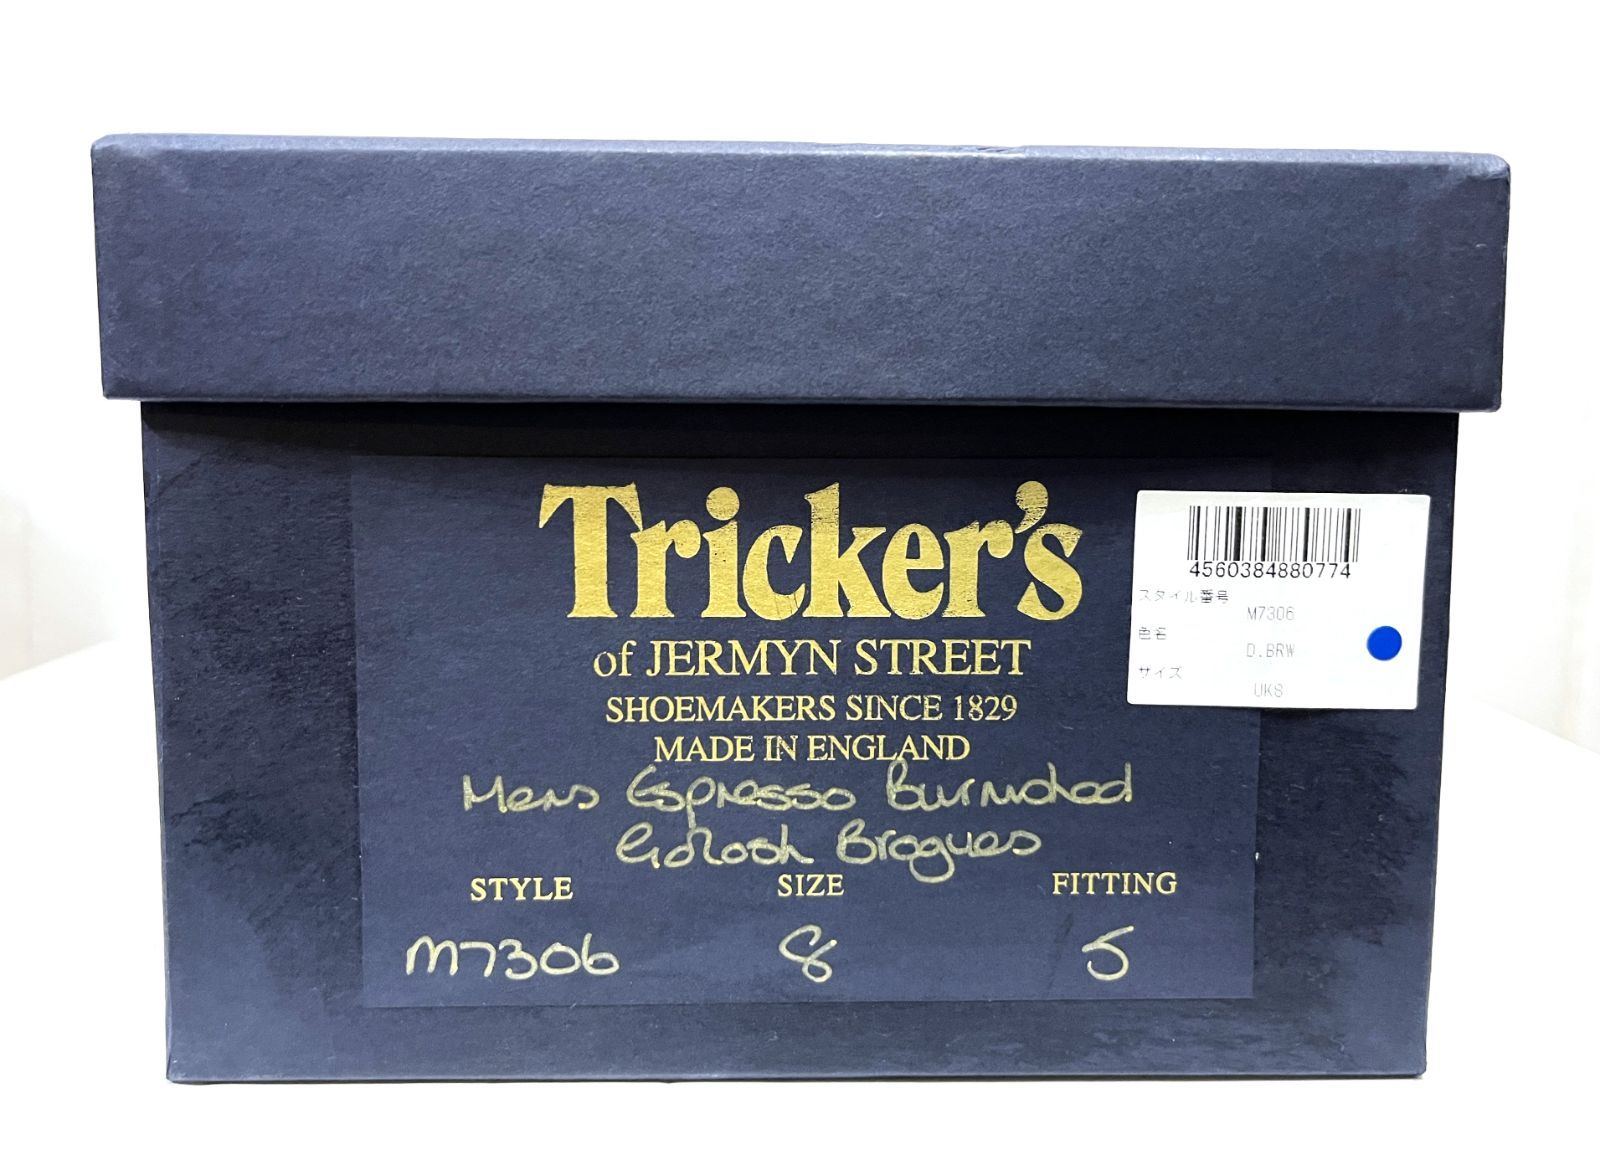 Tricker's
of JERMYN STREET
SHOEMAKERS SINCE 1829
MADE IN ENGLAND
Mens Espresso Burnished
Golosh Brogues
STYLE SIZE FITTING
M7306 8 5
4560384880774
スタイル番号
M7306
色名
D.BRW
サイズ
UK8